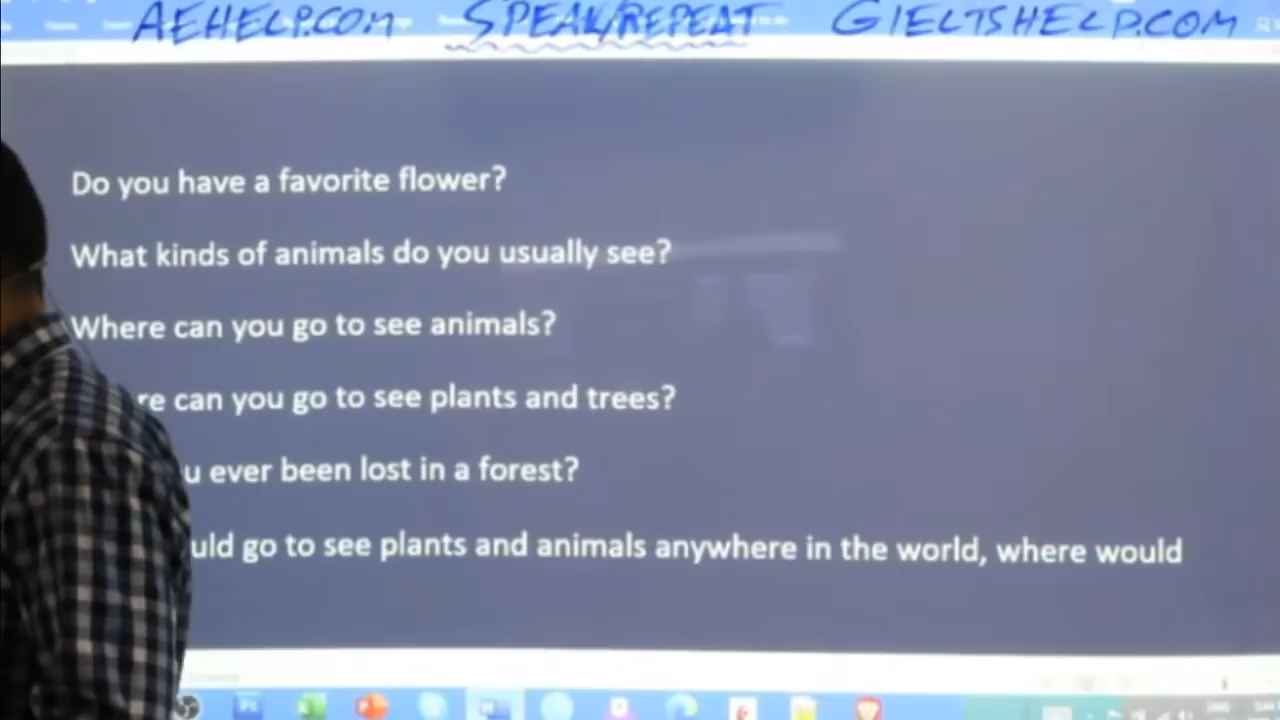 AEHELP.COM SPEAK/REPEAT GIELTSHELP.COM
Do you have a favorite flower?
What kinds of animals do you usually see?
Where can you go to see animals?
re can you go to see plants and trees?
u ever been lost in a forest?
uld go to see plants and animals anywhere in the world, where would